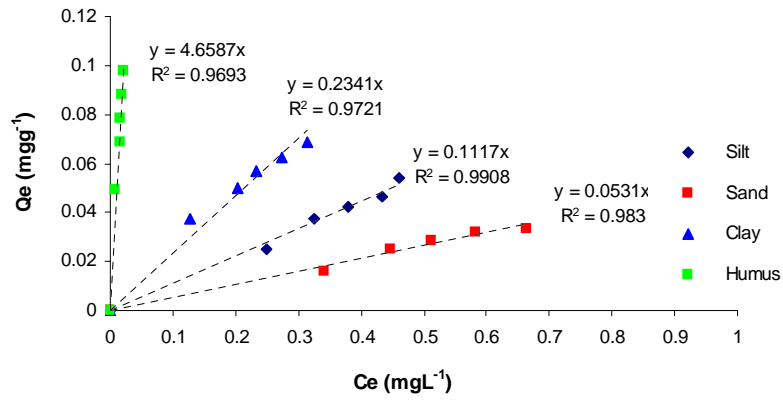 0.12
0.1
0.08
0.06
0.04
0.02
0
Qe (mgg⁻¹)
y = 4.6587x
R² = 0.9693
y = 0.2341x
R² = 0.9721
y = 0.1117x
R² = 0.9908
y = 0.0531x
R² = 0.983
Silt
Sand
Clay
Humus
0 0.1 0.2 0.3 0.4 0.5 0.6 0.7 0.8 0.9 1
Ce (mgL⁻¹)